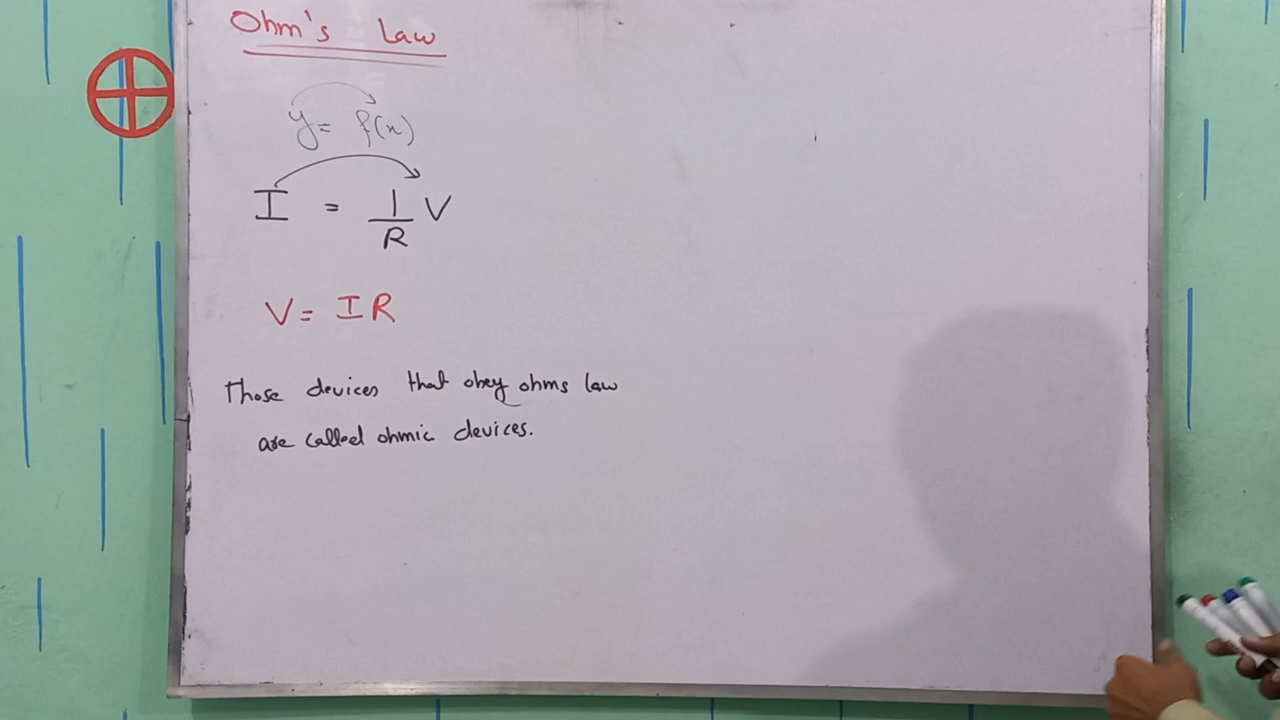 Ohm's Law
y = f(x)
I = 1/R V
V = IR
Those devices that obey ohms law
are called ohmic devices.